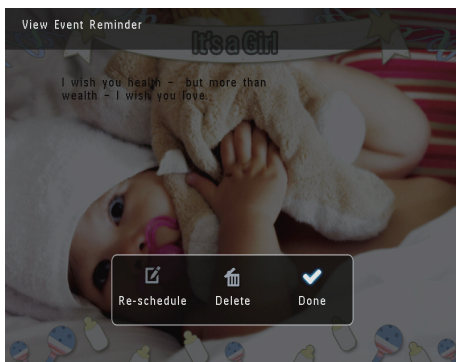 View Event Reminder
It's a Girl
I wish you health - but more than
wealth - I wish you love.
Re-schedule Delete Done